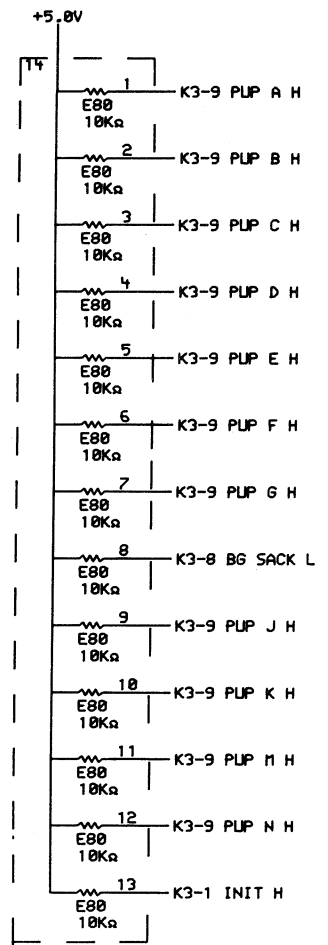 +5.0V
14
1 K3-9 PUP A H
E80
10KΩ
2 K3-9 PUP B H
E80
10KΩ
3 K3-9 PUP C H
E80
10KΩ
4 K3-9 PUP D H
E80
10KΩ
5 K3-9 PUP E H
E80
10KΩ
6 K3-9 PUP F H
E80
10KΩ
7 K3-9 PUP G H
E80
10KΩ
8 K3-8 BG SACK L
E80
10KΩ
9 K3-9 PUP J H
E80
10KΩ
10 K3-9 PUP K H
E80
10KΩ
11 K3-9 PUP M H
E80
10KΩ
12 K3-9 PUP N H
E80
10KΩ
13 K3-1 INIT H
E80
10KΩ